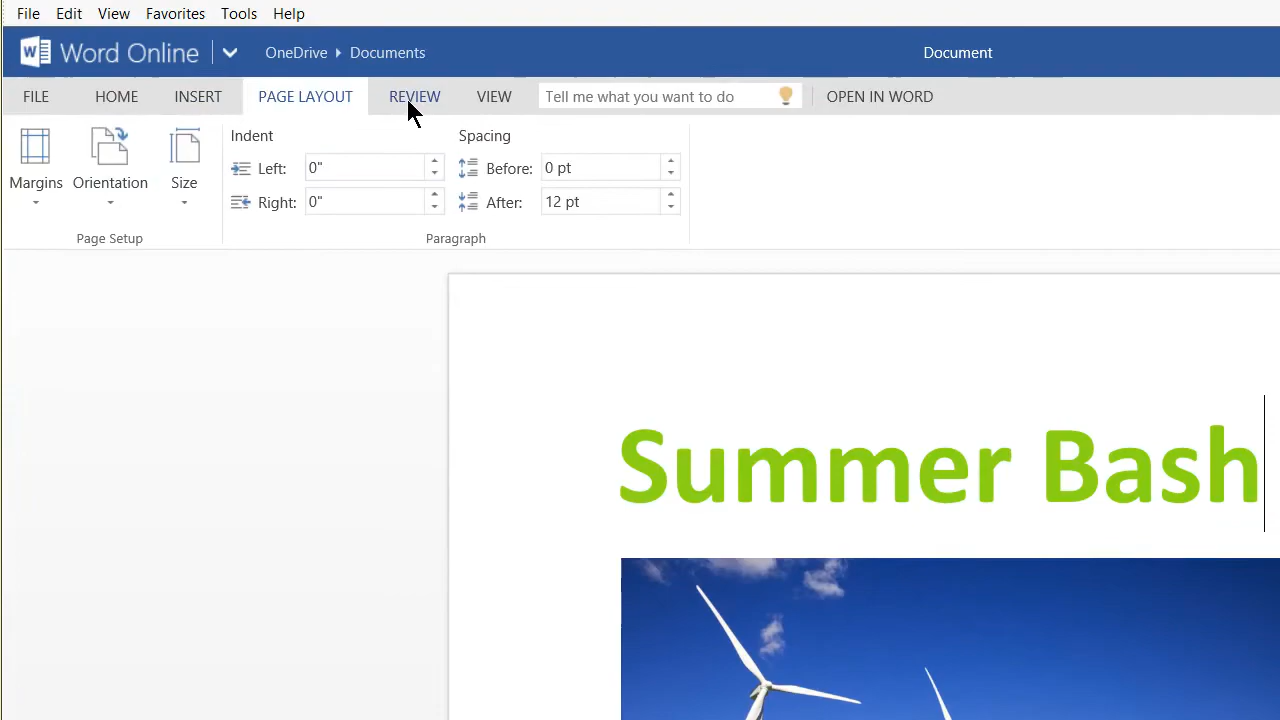 File Edit View Favorites Tools Help
Word Online OneDrive Documents Document
FILE HOME INSERT PAGE LAYOUT REVIEW VIEW Tell me what you want to do OPEN IN WORD
Indent Spacing
Left: 0" Before: 0 pt
Margins Orientation Size
Right: 0" After: 12 pt
Page Setup Paragraph
Summer Bash